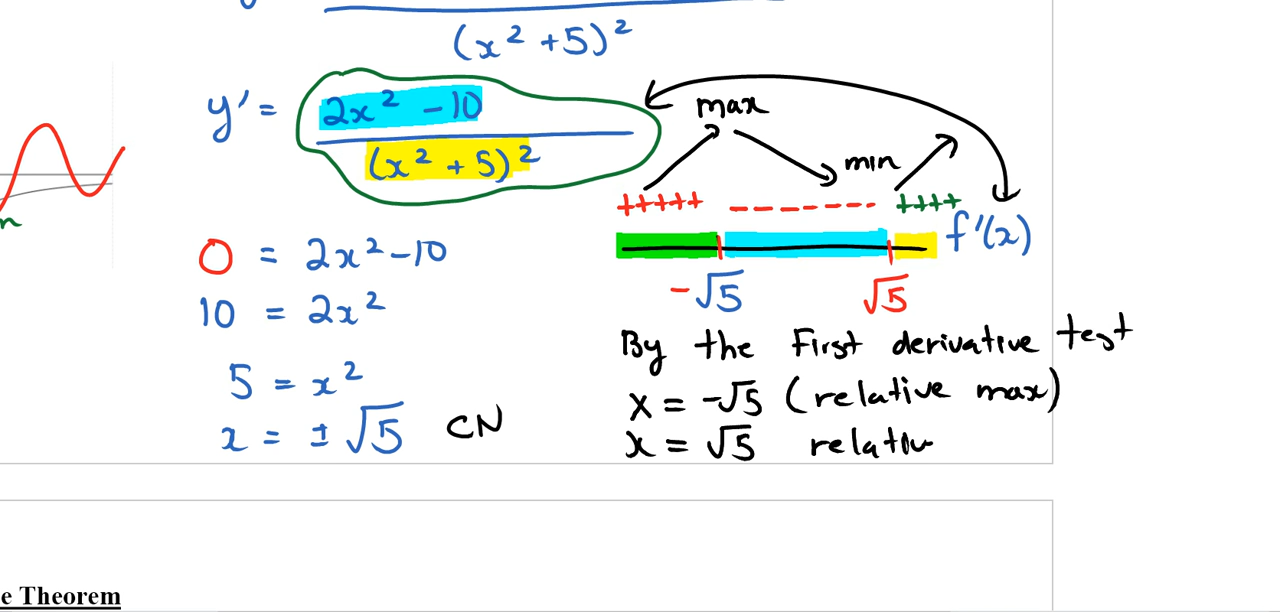 (x² + 5)²
y' = 2x² - 10
(x² + 5)²
max
min
+++++ - - - - - - - - ++++
f'(x)
-√5 √5
0 = 2x² - 10
10 = 2x²
5 = x²
x = ± √5 CN
By the First derivative test
x = -√5 (relative max)
x = √5 relativ
e Theorem